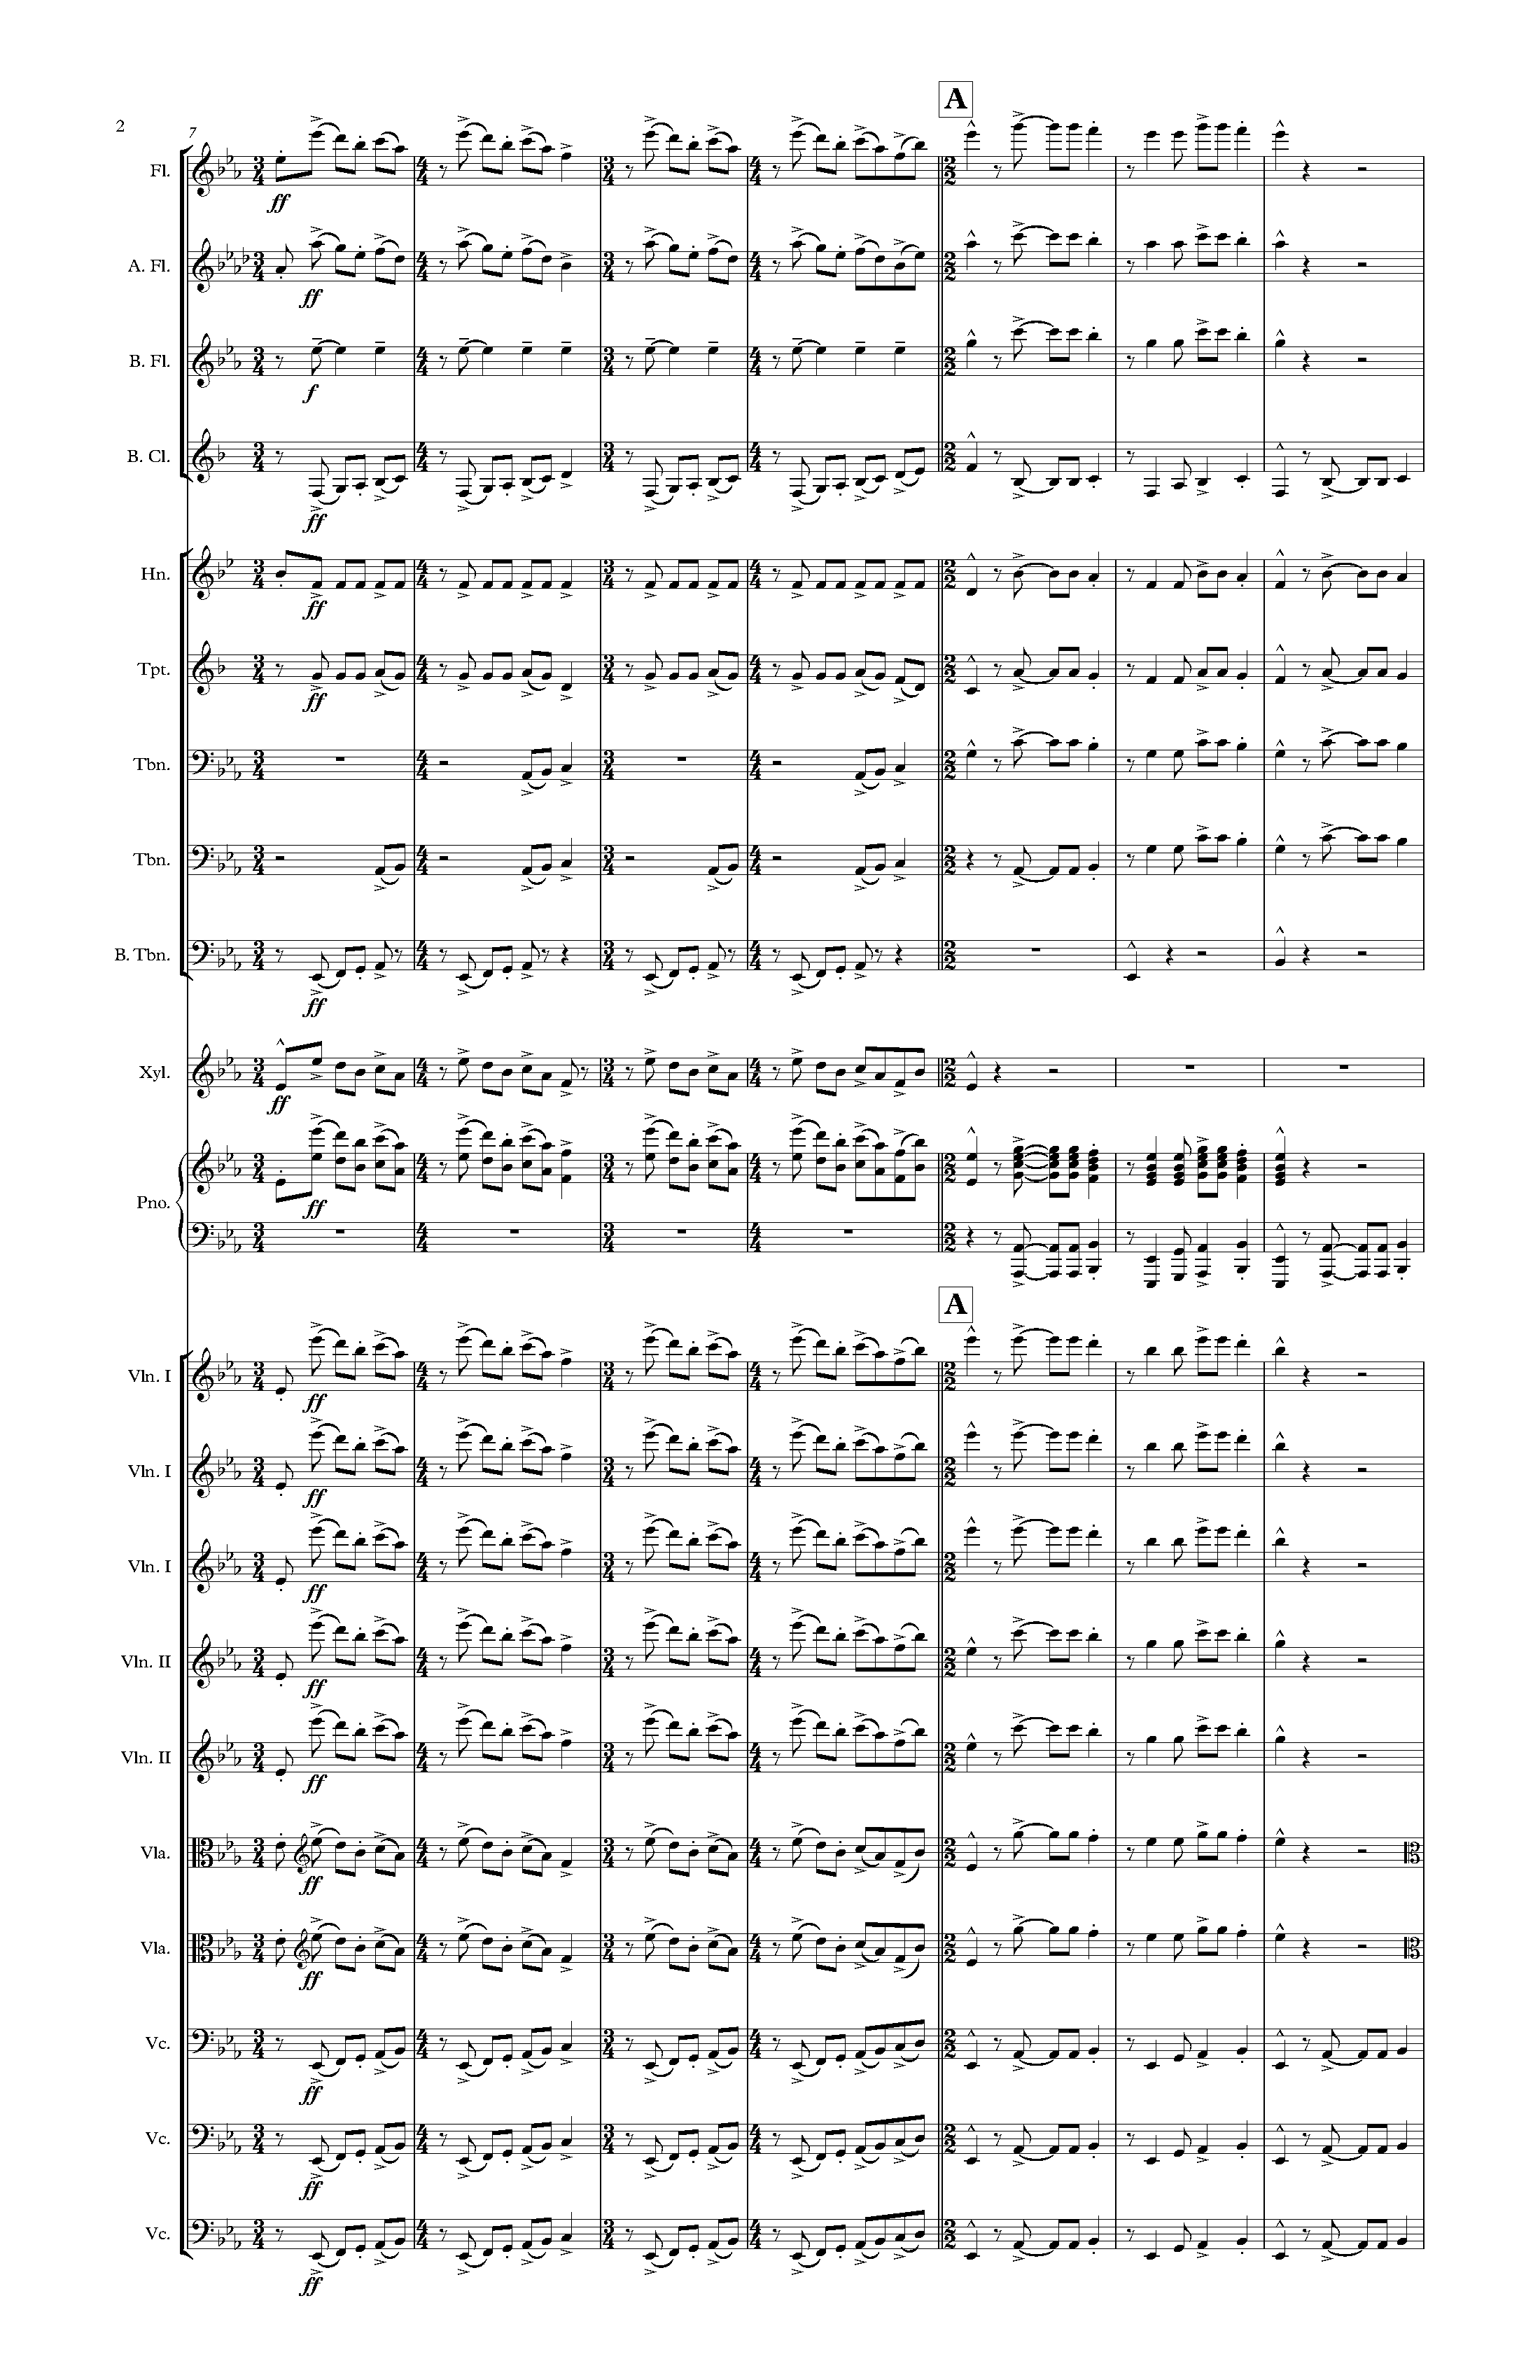 2
7
A
Fl.
ff
A. Fl.
ff
B. Fl.
f
B. Cl.
ff
Hn.
ff
Tpt.
ff
Tbn.
Tbn.
B. Tbn.
ff
Xyl.
ff
Pno.
ff
A
Vln. I
ff
Vln. I
ff
Vln. I
ff
Vln. II
ff
Vln. II
ff
Vla.
ff
Vla.
ff
Vc.
ff
Vc.
ff
Vc.
ff